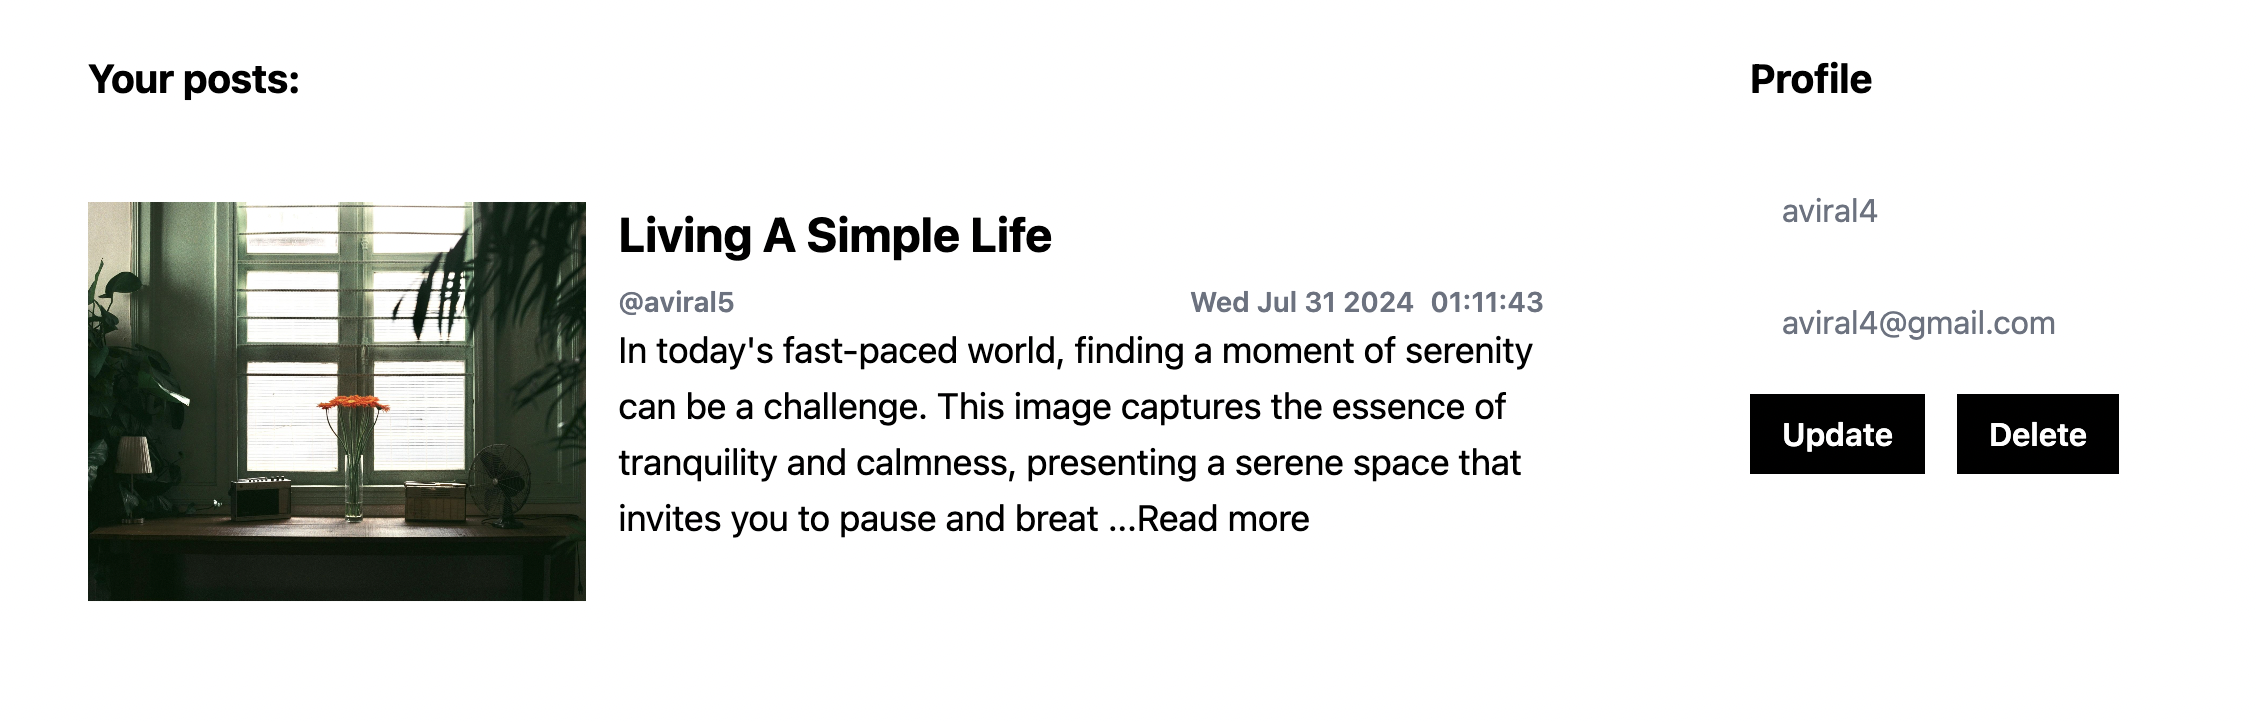 Your posts:
Living A Simple Life
@aviral5 Wed Jul 31 2024 01:11:43
In today's fast-paced world, finding a moment of serenity
can be a challenge. This image captures the essence of
tranquility and calmness, presenting a serene space that
invites you to pause and breat ...Read more
Profile
aviral4
aviral4@gmail.com
Update Delete